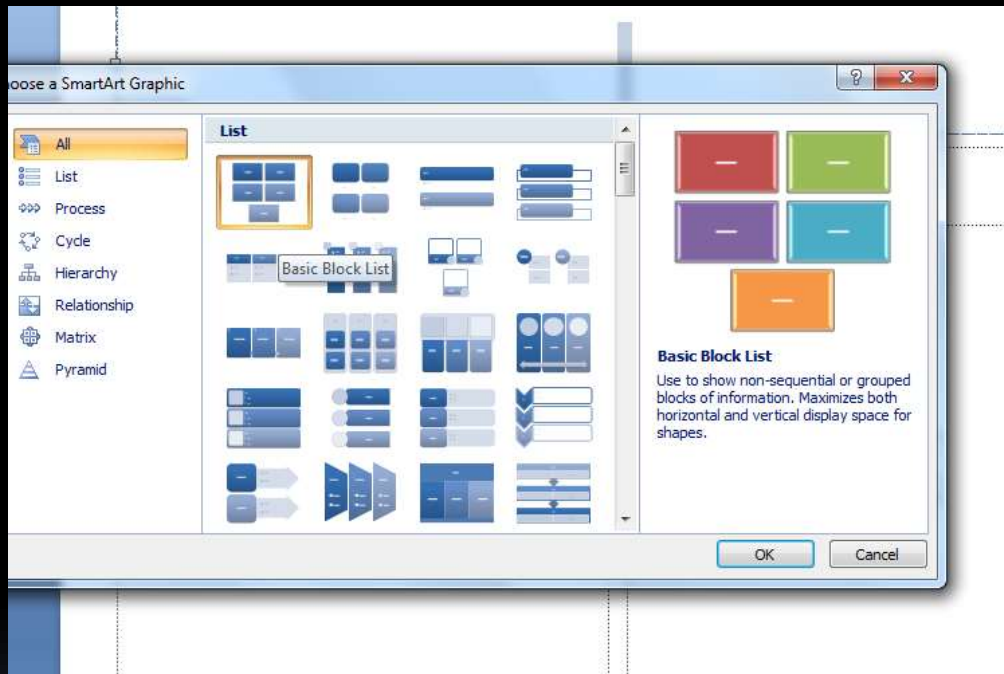 hoose a SmartArt Graphic
All
List
Process
Cycle
Hierarchy
Relationship
Matrix
Pyramid
List
Basic Block List
Basic Block List
Use to show non-sequential or grouped
blocks of information. Maximizes both
horizontal and vertical display space for
shapes.
OK
Cancel